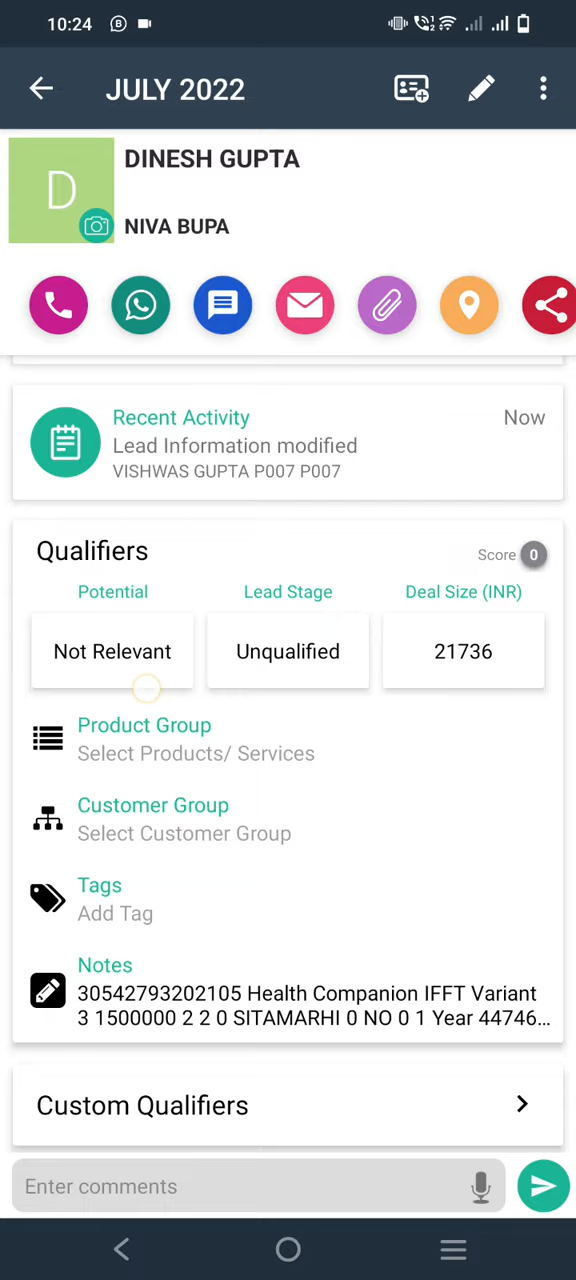 10:24
JULY 2022
D
DINESH GUPTA
NIVA BUPA
Recent Activity
Now
Lead Information modified
VISHWAS GUPTA P007 P007
Qualifiers
Score 0
Potential
Lead Stage
Deal Size (INR)
Not Relevant
Unqualified
21736
Product Group
Select Products/ Services
Customer Group
Select Customer Group
Tags
Add Tag
Notes
30542793202105 Health Companion IFFT Variant
3 1500000 2 2 0 SITAMARHI 0 NO 0 1 Year 44746...
Custom Qualifiers
Enter comments